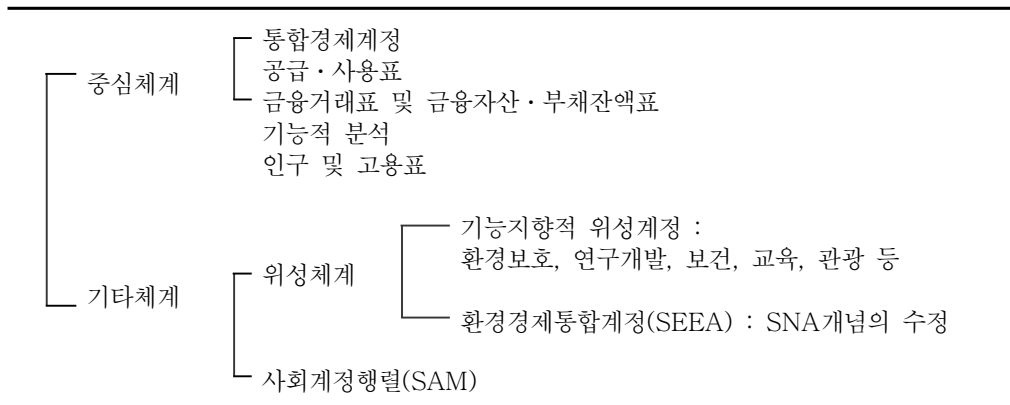 통합경제계정
공급·사용표
중심체계
금융거래표 및 금융자산·부채잔액표
기능적 분석
인구 및 고용표
기능지향적 위성계정 :
환경보호, 연구개발, 보건, 교육, 관광 등
위성체계
기타체계
환경경제통합계정(SEEA) : SNA개념의 수정
사회계정행렬(SAM)